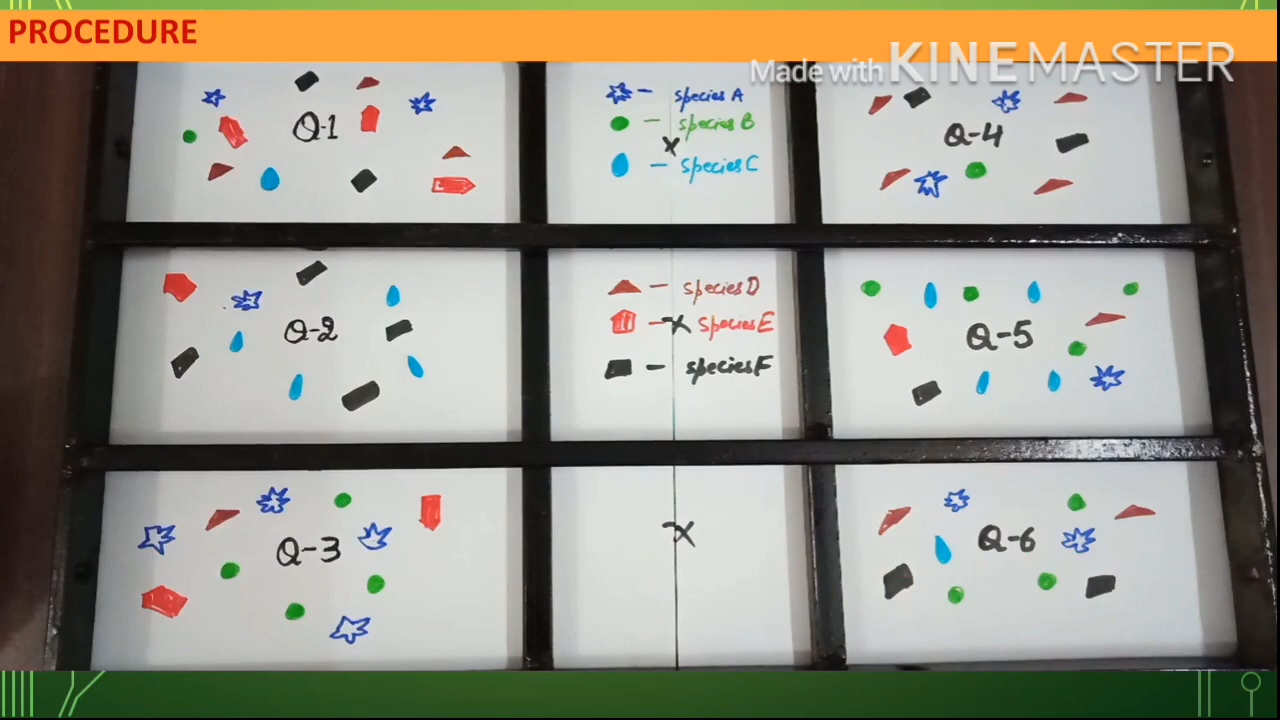 PROCEDURE
Made with KINEMASTER
Q-1
species A
species B
x
species C
Q-4
Q-2
species D
x species E
species F
Q-5
Q-3
x
Q-6